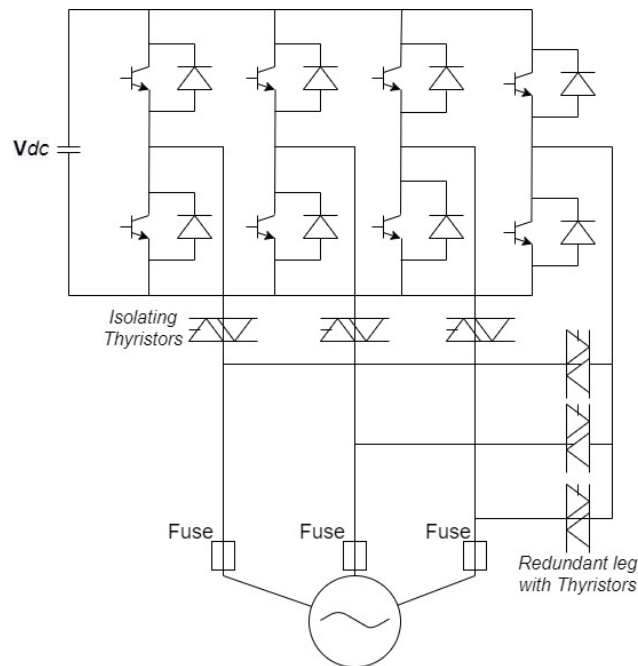 Vdc
Isolating
Thyristors
Fuse
Fuse
Fuse
Redundant leg
with Thyristors